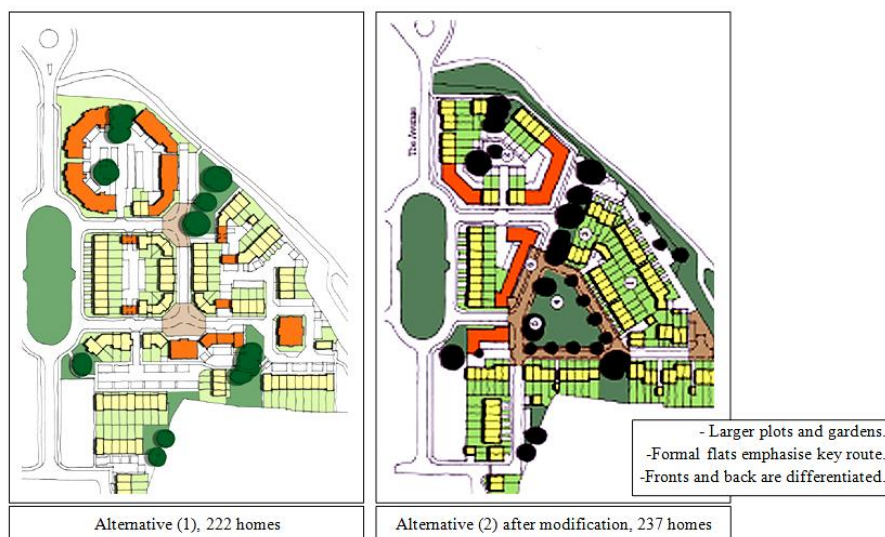 The Avenue
- Larger plots and gardens.
-Formal flats emphasise key route.
-Fronts and back are differentiated.
Alternative (1), 222 homes
Alternative (2) after modification, 237 homes